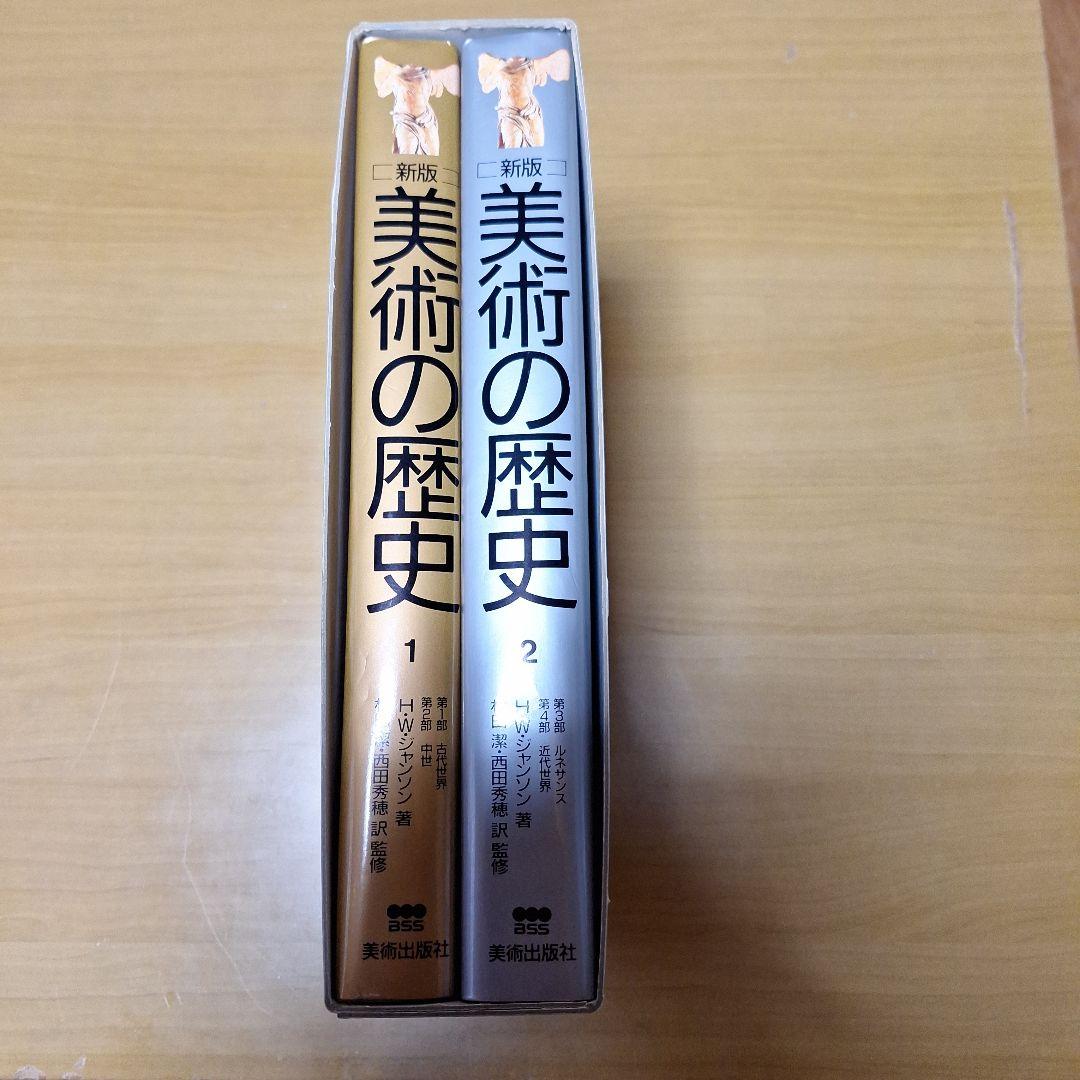 新版
美術の歴史
1
第1部 古代世界
第2部 中世
H・W・ジャンソン 著
潔・西田秀穂 訳 監修
BSS
美術出版社
新版
美術の歴史
2
第3部 ルネサンス
第4部 近代世界
H・W・ジャンソン 著
村田 潔・西田秀穂 訳 監修
BSS
美術出版社